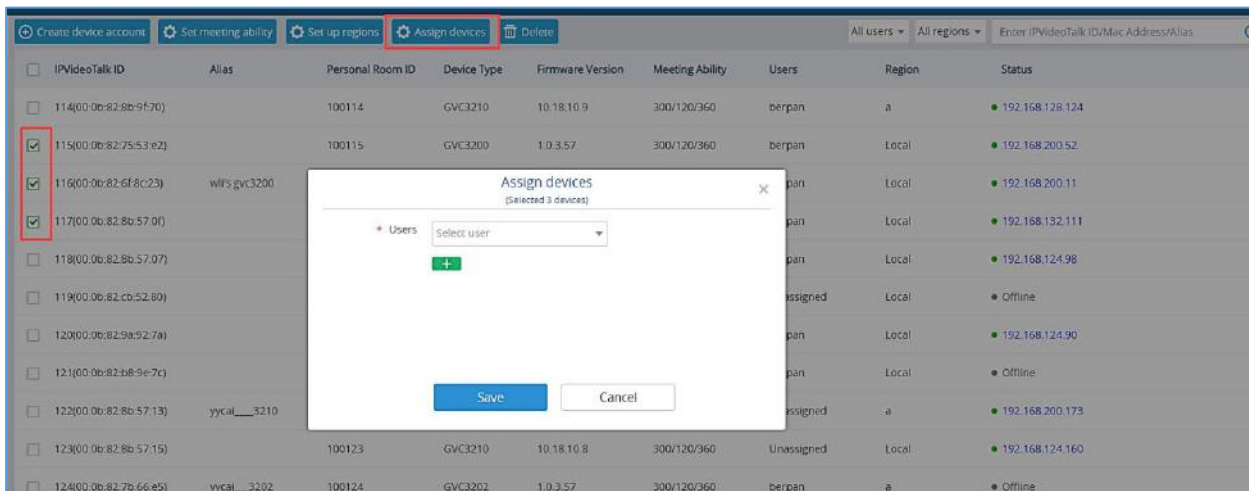 Create device account Set meeting ability Set up regions Assign devices Delete All users All regions Enter IPVideoTalk ID/Mac Address/Alias
IPVideoTalk ID Alias Personal Room ID Device Type Firmware Version Meeting Ability Users Region Status
114(00:0b:82:8b:9f:70) 100114 GVC3210 10.18.10.9 300/120/360 berpan a 192.168.128.124
115(00:0b:82:75:53:e2) 100115 GVC3200 1.0.3.57 300/120/360 berpan Local 192.168.200.52
116(00:0b:82:6f:8c:23) wll's gvc3200 pan Local 192.168.200.11
Assign devices
(Selected 3 devices)
117(00:0b:82:8b:57:0f) pan Local 192.168.132.111
* Users Select user
118(00:0b:82:8b:57:07) pan Local 192.168.124.98
119(00:0b:82:cb:52:80) assigned Local Offline
120(00:0b:82:9a:92:7a) pan Local 192.168.124.90
121(00:0b:82:b8:9e:7c) pan Local Offline
Save Cancel
122(00:0b:82:8b:57:13) yycai___3210 assigned a 192.168.200.173
123(00:0b:82:8b:57:15) 100123 GVC3210 10.18.10.8 300/120/360 Unassigned Local 192.168.124.160
124(00:0b:82:7b:66:e5) yycai__3202 100124 GVC3202 1.0.3.57 300/120/360 berpan a Offline